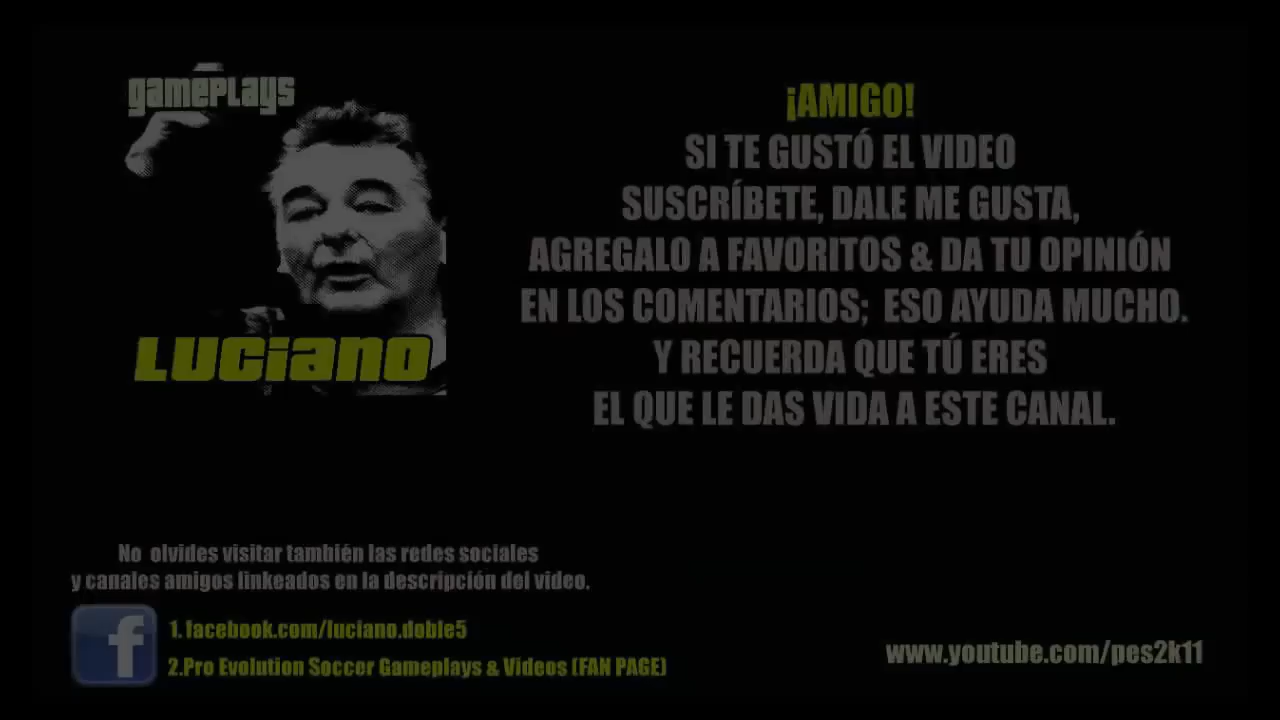 gamePLays
LUCiaNO
¡AMIGO!
SI TE GUSTÓ EL VIDEO
SUSCRÍBETE, DALE ME GUSTA,
AGREGALO A FAVORITOS & DA TU OPINIÓN
EN LOS COMENTARIOS; ESO AYUDA MUCHO.
Y RECUERDA QUE TÚ ERES
EL QUE LE DAS VIDA A ESTE CANAL.
No olvides visitar también las redes sociales
y canales amigos linkeados en la descripción del video.
f
1. facebook.com/luciano.doble5
2.Pro Evolution Soccer Gameplays & Vídeos (FAN PAGE)
www.youtube.com/pes2k11